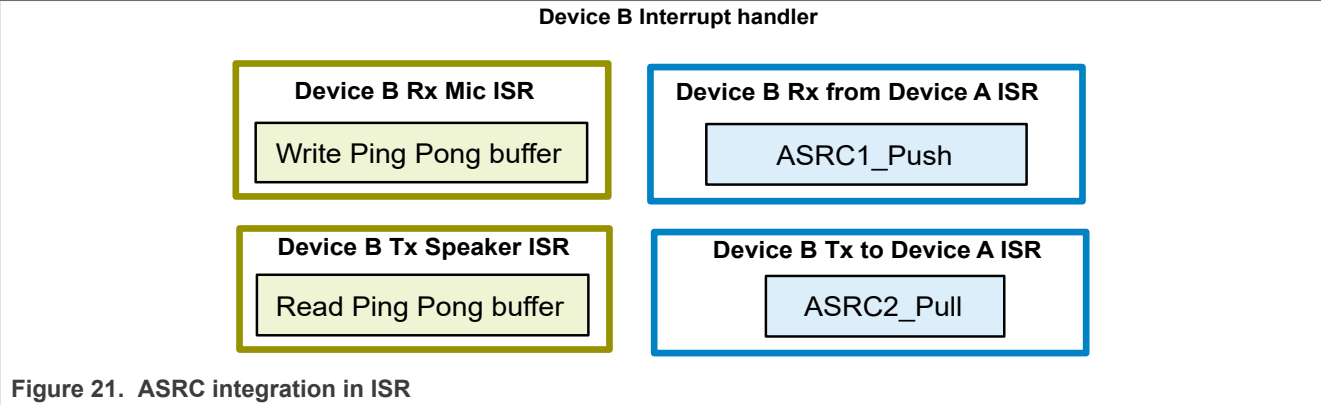 Device B Interrupt handler
Device B Rx Mic ISR
Write Ping Pong buffer
Device B Rx from Device A ISR
ASRC1_Push
Device B Tx Speaker ISR
Read Ping Pong buffer
Device B Tx to Device A ISR
ASRC2_Pull
Figure 21. ASRC integration in ISR